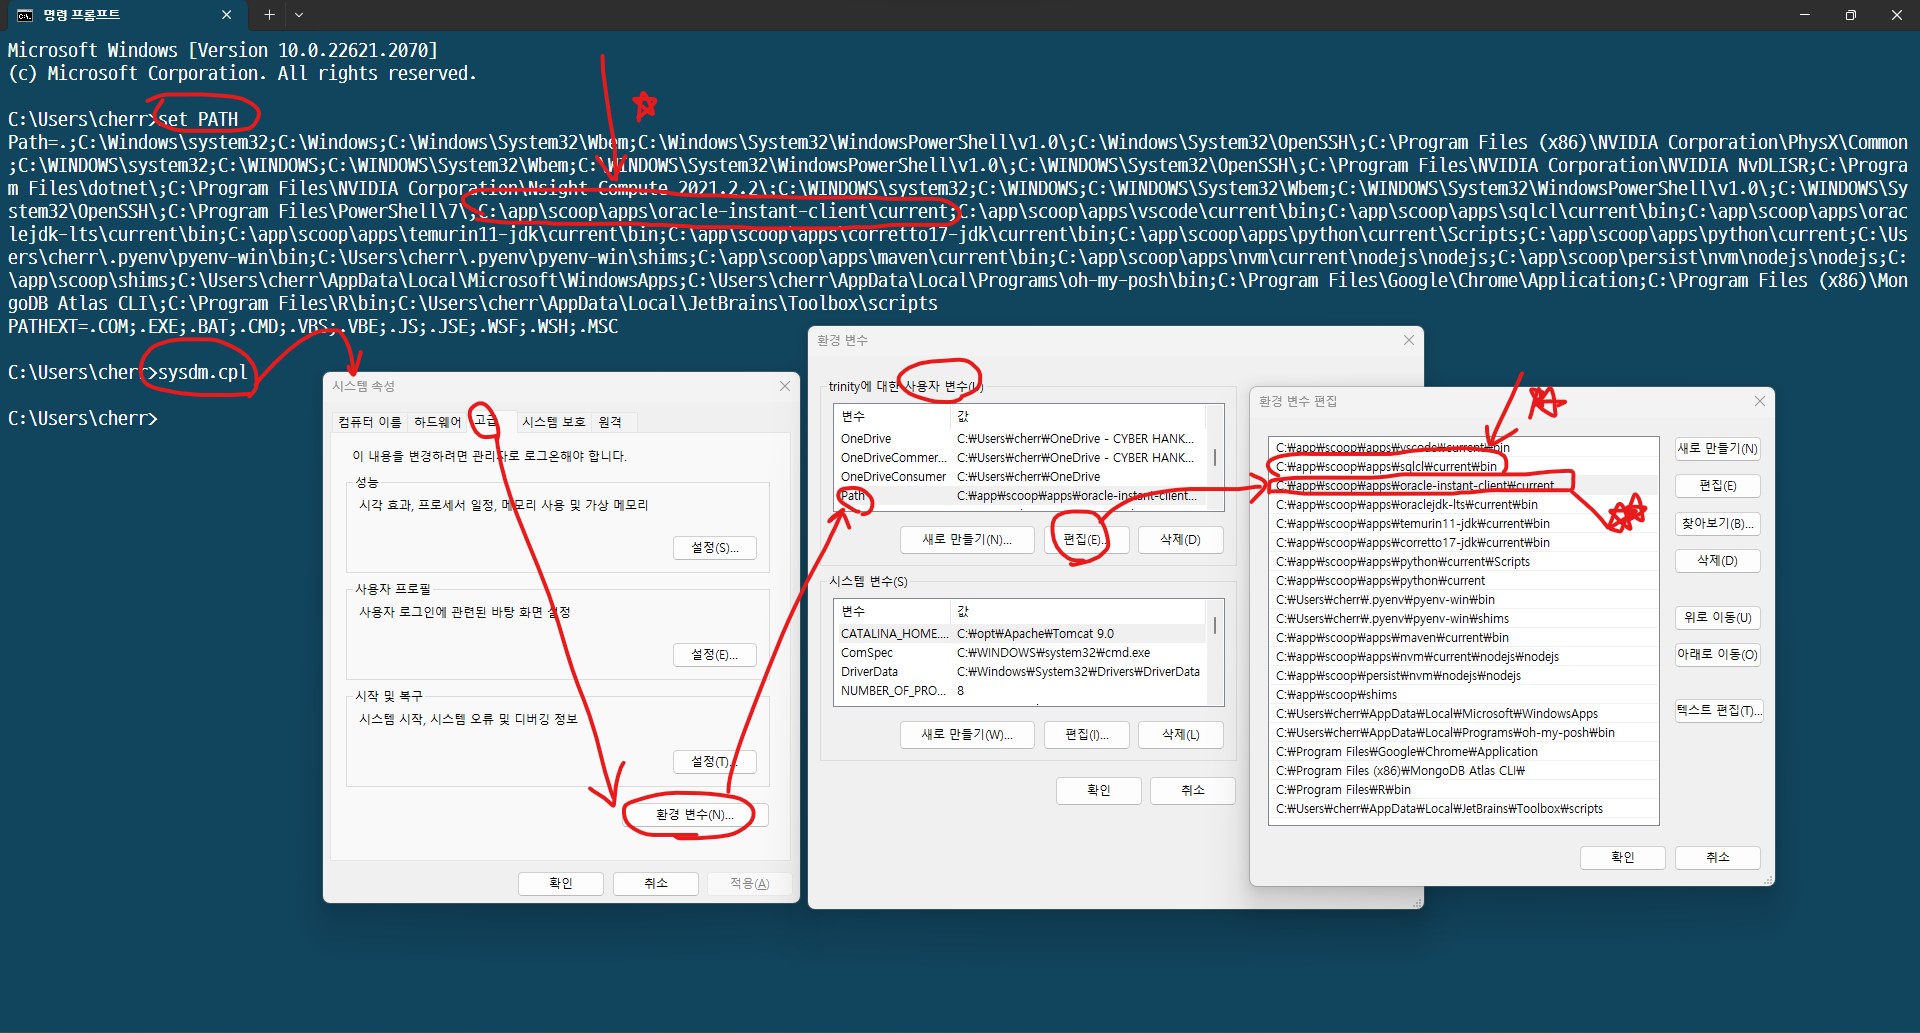 명령 프롬프트
Microsoft Windows [Version 10.0.22621.2070]
(c) Microsoft Corporation. All rights reserved.
C:\Users\cherr>set PATH
Path=.;C:\Windows\system32;C:\Windows;C:\Windows\System32\Wbem;C:\Windows\System32\WindowsPowerShell\v1.0\;C:\Windows\System32\OpenSSH\;C:\Program Files (x86)\NVIDIA Corporation\PhysX\Common
;C:\WINDOWS\system32;C:\WINDOWS;C:\WINDOWS\System32\Wbem;C:\WINDOWS\System32\WindowsPowerShell\v1.0\;C:\WINDOWS\System32\OpenSSH\;C:\Program Files\NVIDIA Corporation\NVIDIA NvDLISR;C:\Progra
m Files\dotnet\;C:\Program Files\NVIDIA Corporation\Nsight Compute 2021.2.2\;C:\WINDOWS\system32;C:\WINDOWS;C:\WINDOWS\System32\Wbem;C:\WINDOWS\System32\WindowsPowerShell\v1.0\;C:\WINDOWS\Sy
stem32\OpenSSH\;C:\Program Files\PowerShell\7\;C:\app\scoop\apps\oracle-instant-client\current;C:\app\scoop\apps\vscode\current\bin;C:\app\scoop\apps\sqlcl\current\bin;C:\app\scoop\apps\orac
lejdk-lts\current\bin;C:\app\scoop\apps\temurin11-jdk\current\bin;C:\app\scoop\apps\corretto17-jdk\current\bin;C:\app\scoop\apps\python\current\Scripts;C:\app\scoop\apps\python\current;C:\Us
ers\cherr\.pyenv\pyenv-win\bin;C:\Users\cherr\.pyenv\pyenv-win\shims;C:\app\scoop\apps\maven\current\bin;C:\app\scoop\apps\nvm\current\nodejs\nodejs;C:\app\scoop\persist\nvm\nodejs\nodejs;C:
\app\scoop\shims;C:\Users\cherr\AppData\Local\Microsoft\WindowsApps;C:\Users\cherr\AppData\Local\Programs\oh-my-posh\bin;C:\Program Files\Google\Chrome\Application;C:\Program Files (x86)\Mon
goDB Atlas CLI\;C:\Program Files\R\bin;C:\Users\cherr\AppData\Local\JetBrains\Toolbox\scripts
PATHEXT=.COM;.EXE;.BAT;.CMD;.VBS;.VBE;.JS;.JSE;.WSF;.WSH;.MSC
C:\Users\cherr>sysdm.cpl
C:\Users\cherr>
시스템 속성
컴퓨터 이름 하드웨어 고급 시스템 보호 원격
이 내용을 변경하려면 관리자로 로그온해야 합니다.
성능
시각 효과, 프로세서 일정, 메모리 사용 및 가상 메모리
설정(S)...
사용자 프로필
사용자 로그인에 관련된 바탕 화면 설정
설정(E)...
시작 및 복구
시스템 시작, 시스템 오류 및 디버깅 정보
설정(T)...
환경 변수(N)...
확인 취소 적용(A)
환경 변수
trinity에 대한 사용자 변수(U)
변수 값
OneDrive C:₩Users₩cherr₩OneDrive - CYBER HANK...
OneDriveCommer... C:₩Users₩cherr₩OneDrive - CYBER HANK...
OneDriveConsumer C:₩Users₩cherr₩OneDrive
Path C:₩app₩scoop₩apps₩oracle-instant-client...
새로 만들기(N)... 편집(E)... 삭제(D)
시스템 변수(S)
변수 값
CATALINA_HOME.... C:₩opt₩Apache₩Tomcat 9.0
ComSpec C:₩WINDOWS₩system32₩cmd.exe
DriverData C:₩Windows₩System32₩Drivers₩DriverData
NUMBER_OF_PRO... 8
새로 만들기(W)... 편집(I)... 삭제(L)
확인 취소
환경 변수 편집
C:₩app₩scoop₩apps₩vscode₩current₩bin
C:₩app₩scoop₩apps₩sqlcl₩current₩bin
C:₩app₩scoop₩apps₩oracle-instant-client₩current
C:₩app₩scoop₩apps₩oraclejdk-lts₩current₩bin
C:₩app₩scoop₩apps₩temurin11-jdk₩current₩bin
C:₩app₩scoop₩apps₩corretto17-jdk₩current₩bin
C:₩app₩scoop₩apps₩python₩current₩Scripts
C:₩app₩scoop₩apps₩python₩current
C:₩Users₩cherr₩.pyenv₩pyenv-win₩bin
C:₩Users₩cherr₩.pyenv₩pyenv-win₩shims
C:₩app₩scoop₩apps₩maven₩current₩bin
C:₩app₩scoop₩apps₩nvm₩current₩nodejs₩nodejs
C:₩app₩scoop₩persist₩nvm₩nodejs₩nodejs
C:₩app₩scoop₩shims
C:₩Users₩cherr₩AppData₩Local₩Microsoft₩WindowsApps
C:₩Users₩cherr₩AppData₩Local₩Programs₩oh-my-posh₩bin
C:₩Program Files₩Google₩Chrome₩Application
C:₩Program Files (x86)₩MongoDB Atlas CLI₩
C:₩Program Files₩R₩bin
C:₩Users₩cherr₩AppData₩Local₩JetBrains₩Toolbox₩scripts
새로 만들기(N)
편집(E)
찾아보기(B)...
삭제(D)
위로 이동(U)
아래로 이동(O)
텍스트 편집(T)...
확인 취소